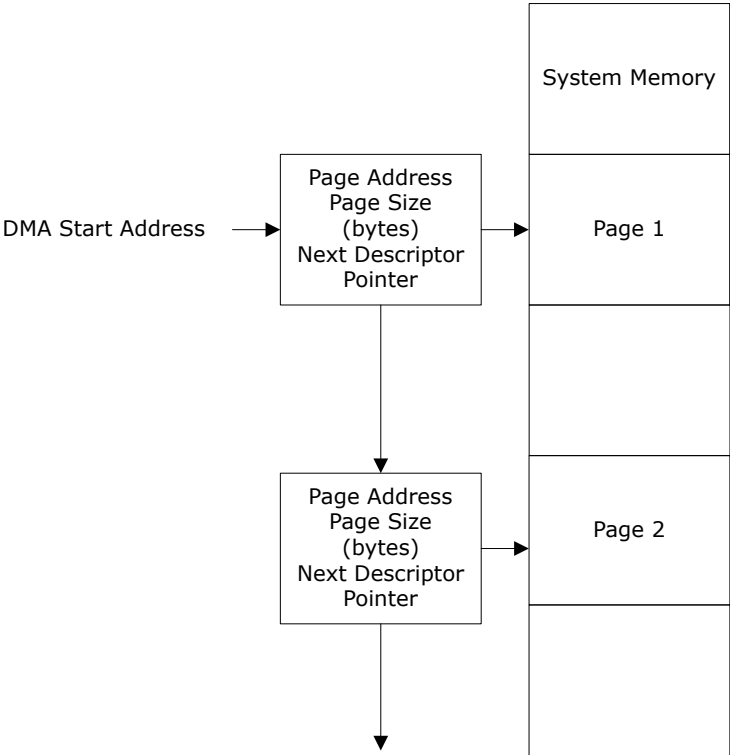 System Memory
DMA Start Address
Page Address
Page Size
(bytes)
Next Descriptor
Pointer
Page 1
Page Address
Page Size
(bytes)
Next Descriptor
Pointer
Page 2